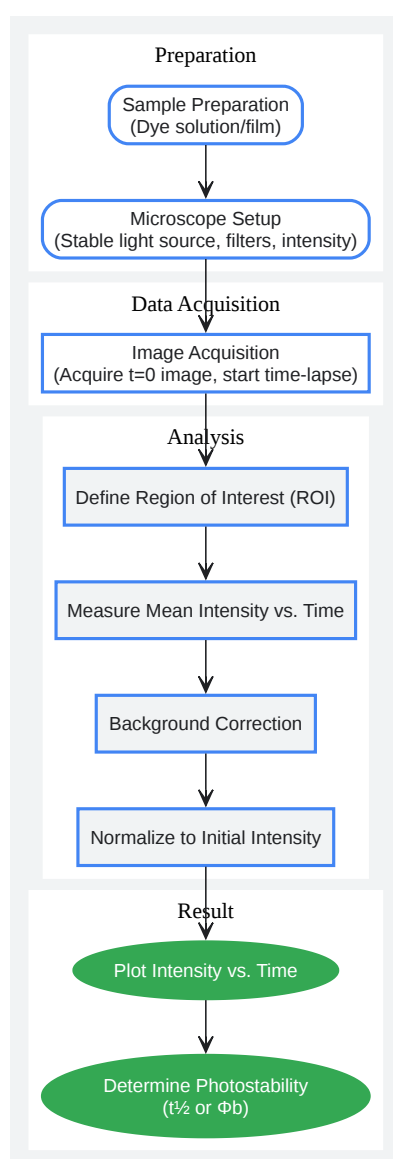 Preparation
Sample Preparation
(Dye solution/film)
Microscope Setup
(Stable light source, filters, intensity)
Data Acquisition
Image Acquisition
(Acquire t=0 image, start time-lapse)
Analysis
Define Region of Interest (ROI)
Measure Mean Intensity vs. Time
Background Correction
Normalize to Initial Intensity
Result
Plot Intensity vs. Time
Determine Photostability
(t½ or Φb)